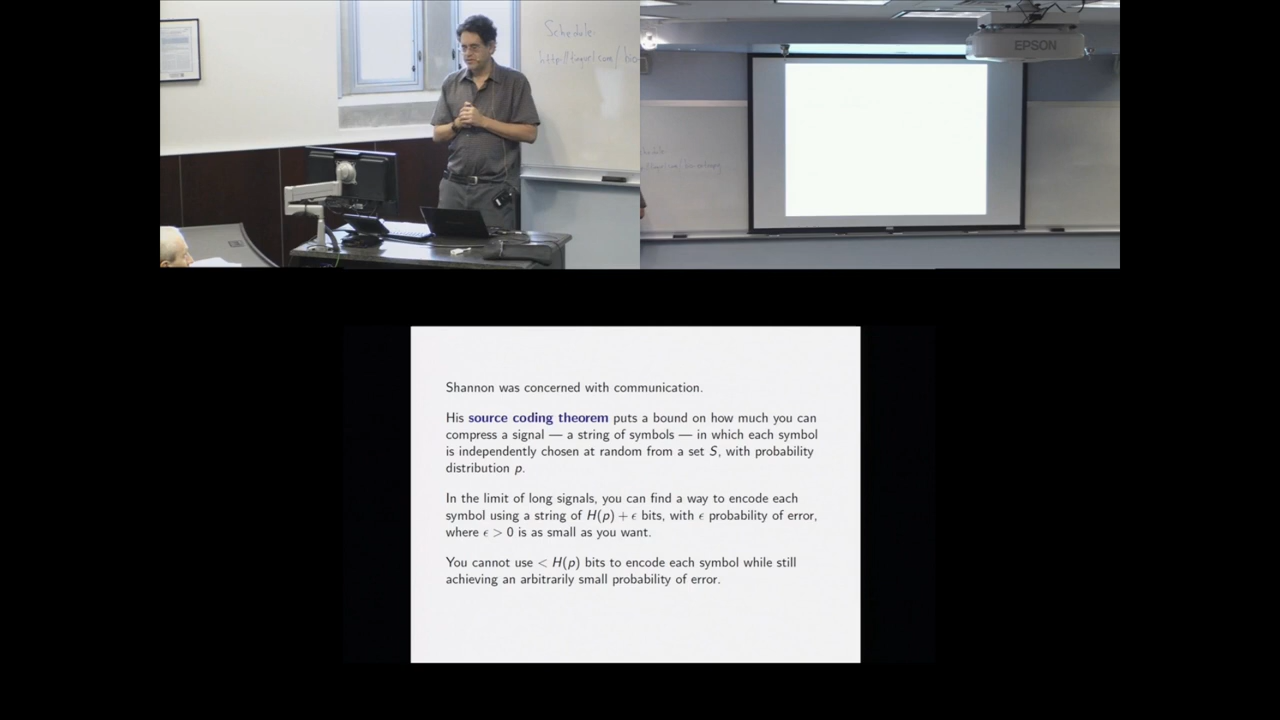 Schedule:
http://tinyurl.com/bio-
EPSON
Shannon was concerned with communication.
His source coding theorem puts a bound on how much you can
compress a signal — a string of symbols — in which each symbol
is independently chosen at random from a set S, with probability
distribution p.
In the limit of long signals, you can find a way to encode each
symbol using a string of H(p) + ϵ bits, with ϵ probability of error,
where ϵ > 0 is as small as you want.
You cannot use < H(p) bits to encode each symbol while still
achieving an arbitrarily small probability of error.